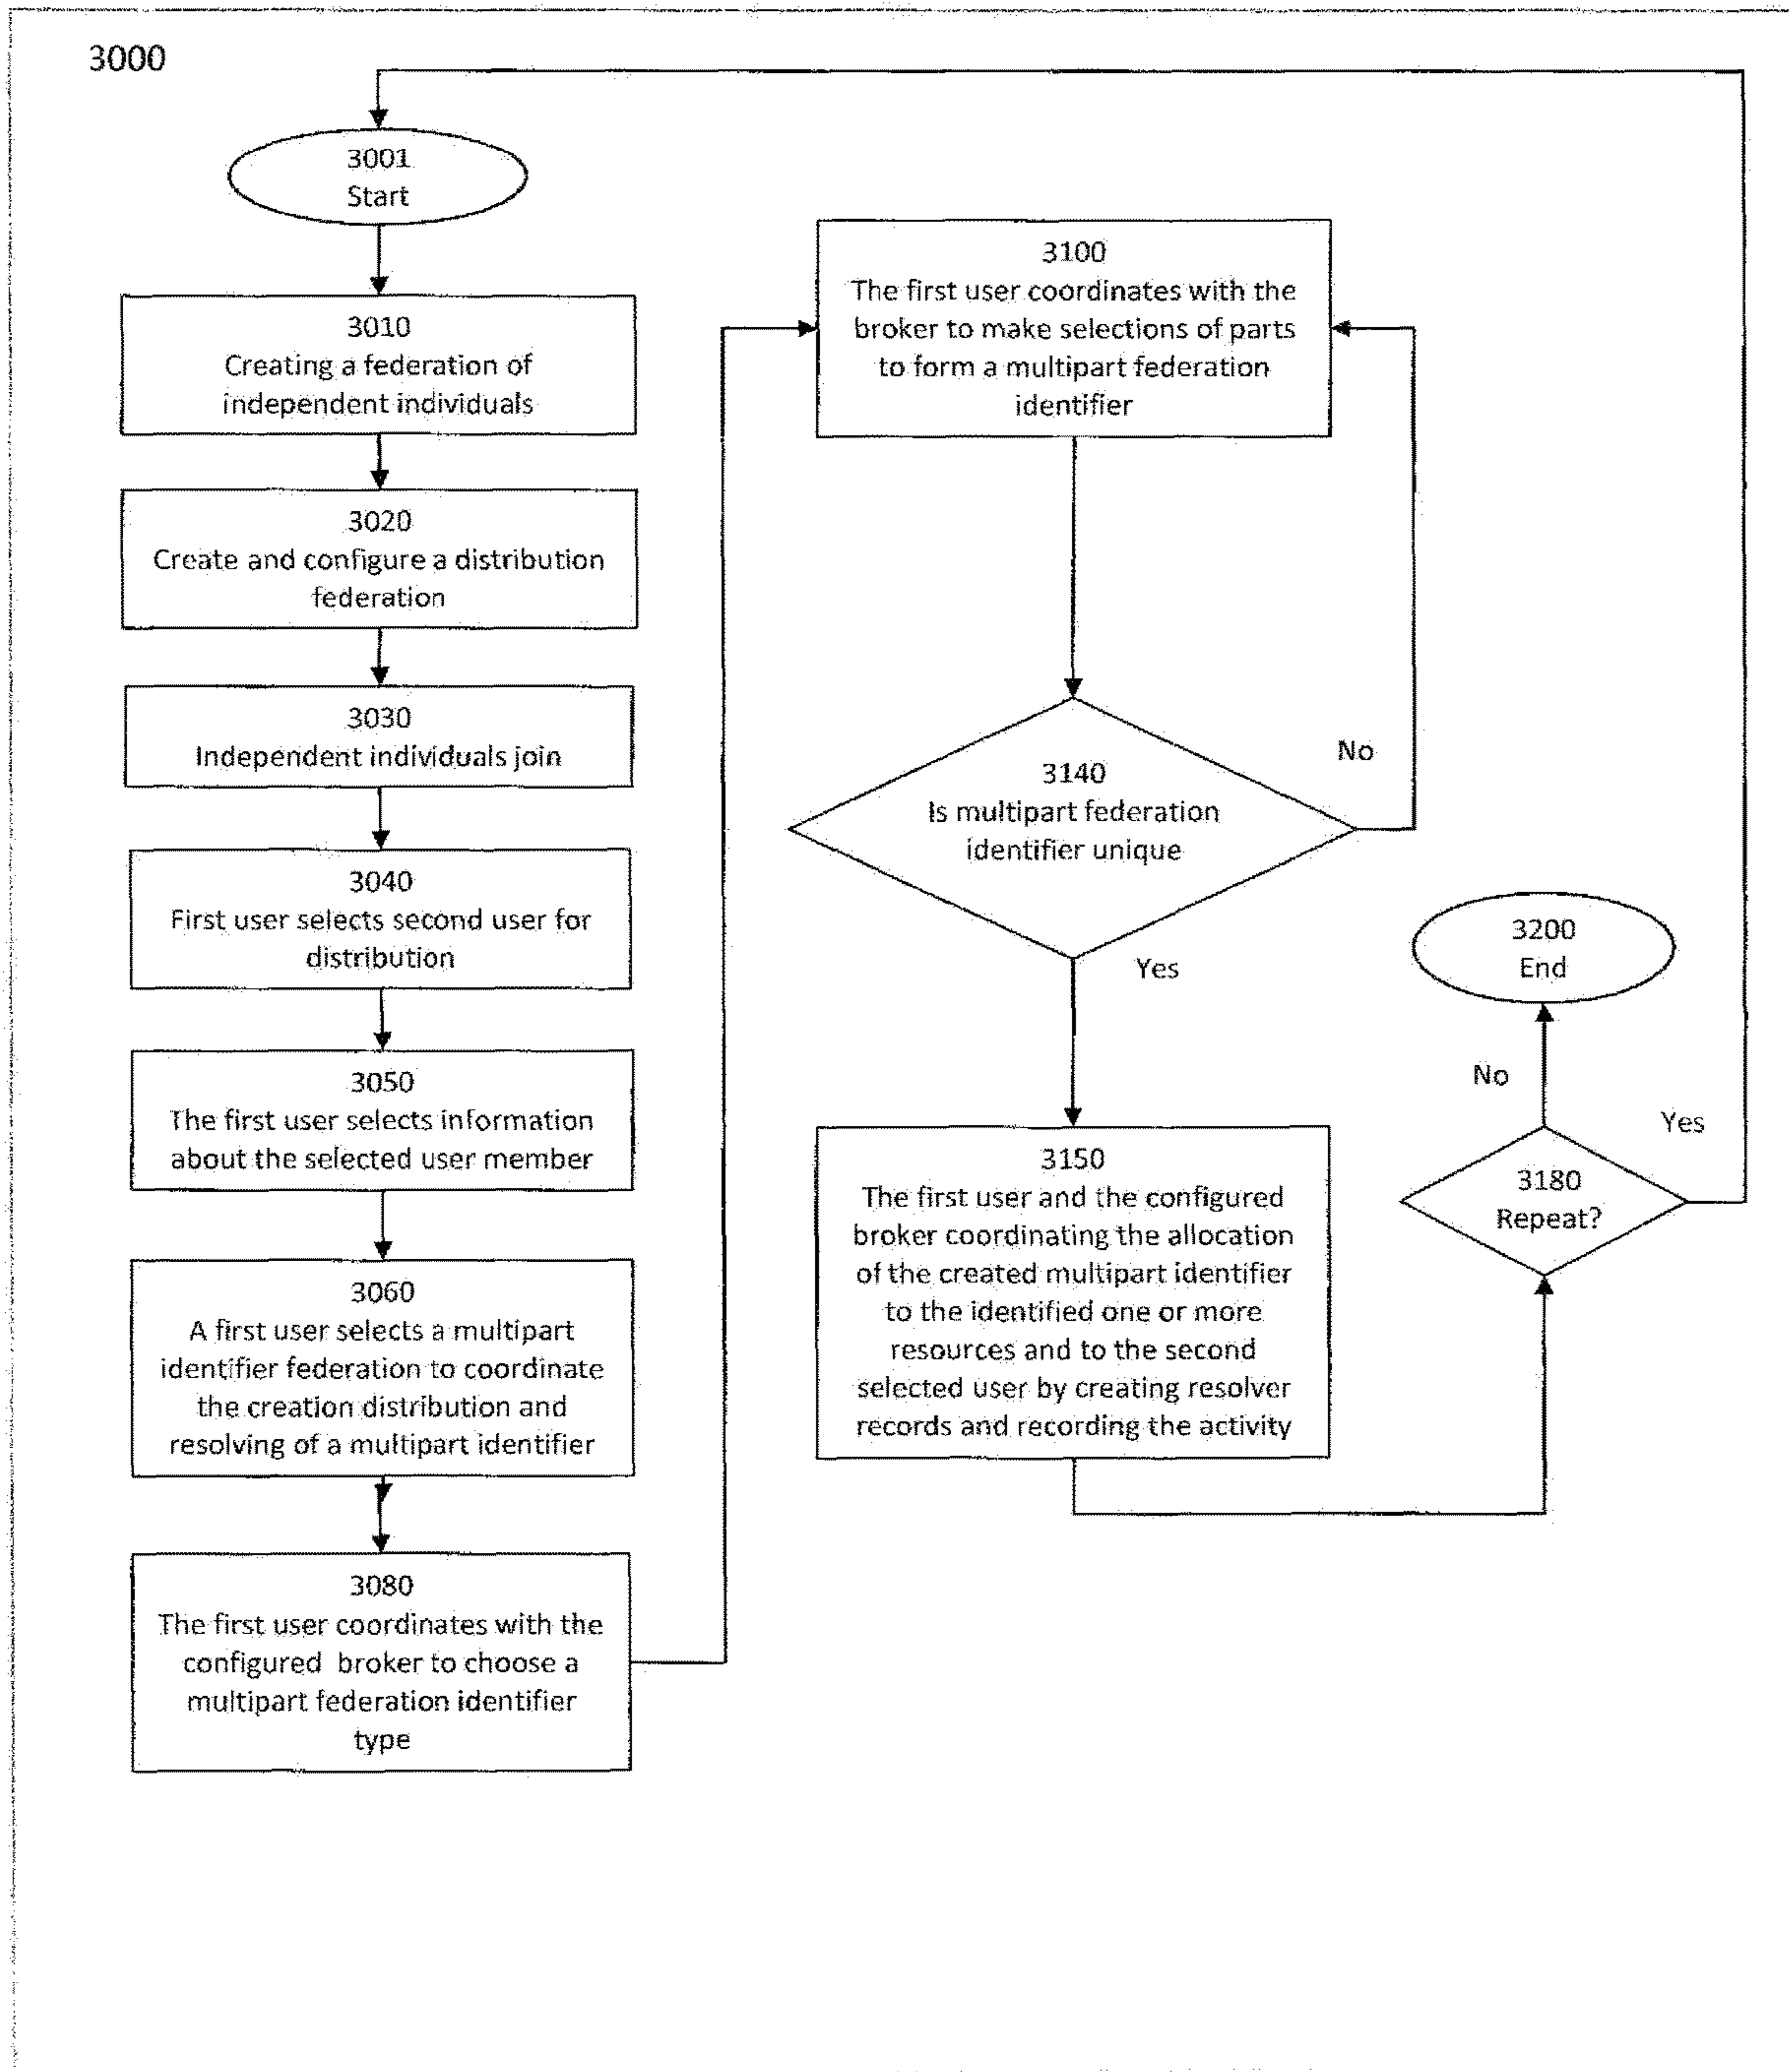 3000
3001
Start
3010
Creating a federation of
independent individuals
3020
Create and configure a distribution
federation
3030
Independent individuals join
3040
First user selects second user for
distribution
3050
The first user selects information
about the selected user member
3060
A first user selects a multipart
identifier federation to coordinate
the creation distribution and
resolving of a multipart identifier
3080
The first user coordinates with the
configured broker to choose a
multipart federation identifier
type
3100
The first user coordinates with the
broker to make selections of parts
to form a multipart federation
identifier
3140
Is multipart federation
identifier unique
No
Yes
3150
The first user and the configured
broker coordinating the allocation
of the created multipart identifier
to the identified one or more
resources and to the second
selected user by creating resolver
records and recording the activity
3180
Repeat?
No
Yes
3200
End